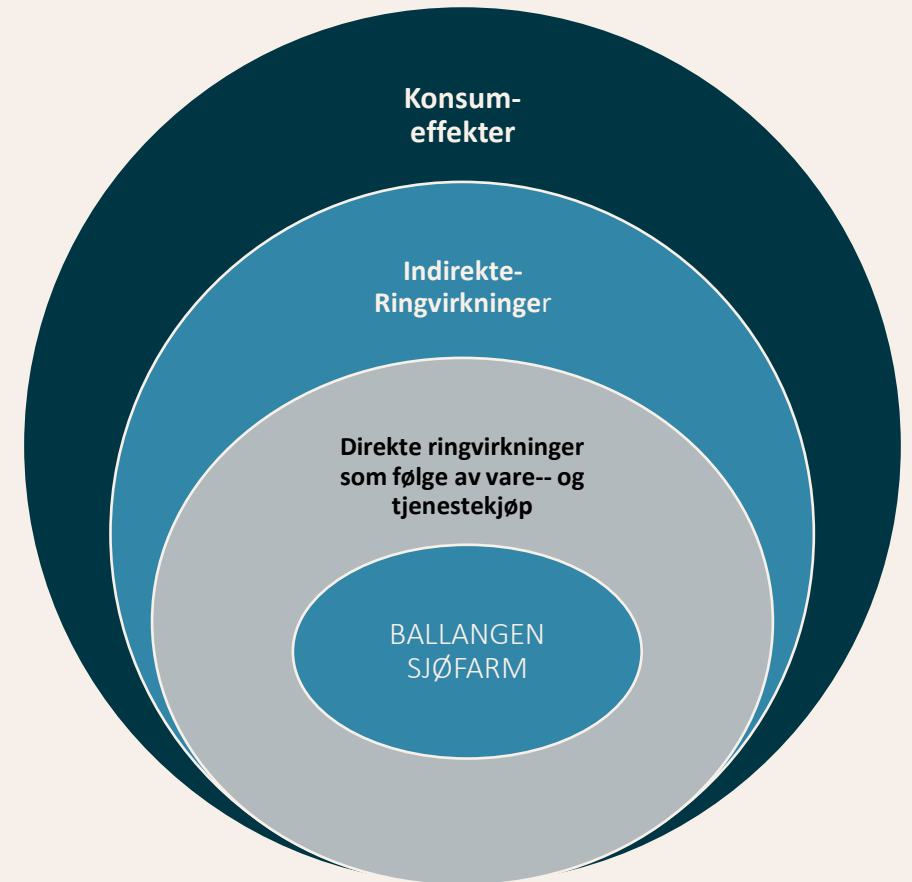 Konsum-
effekter
Indirekte-
Ringvirkninger
Direkte ringvirkninger
som følge av vare-- og
tjenestekjøp
BALLANGEN
SJØFARM